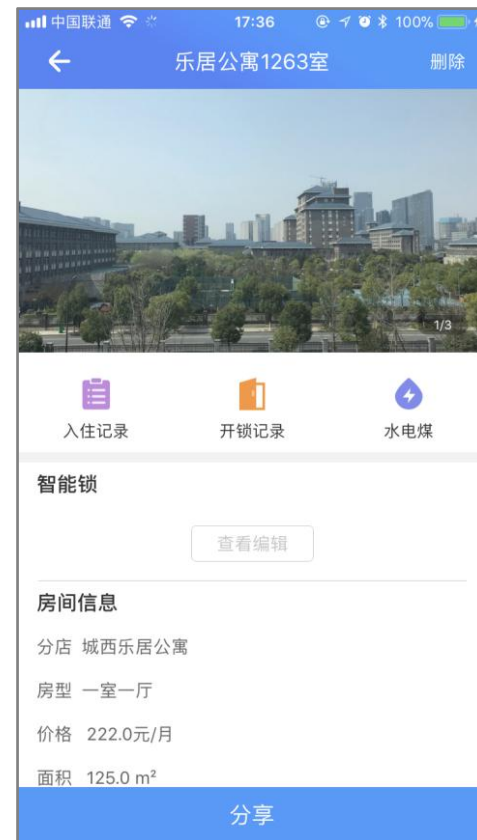 中国联通 17:36 100%
乐居公寓1263室 删除
1/3
入住记录 开锁记录 水电煤
智能锁
查看编辑
房间信息
分店 城西乐居公寓
房型 一室一厅
价格 222.0元/月
面积 125.0 m²
分享